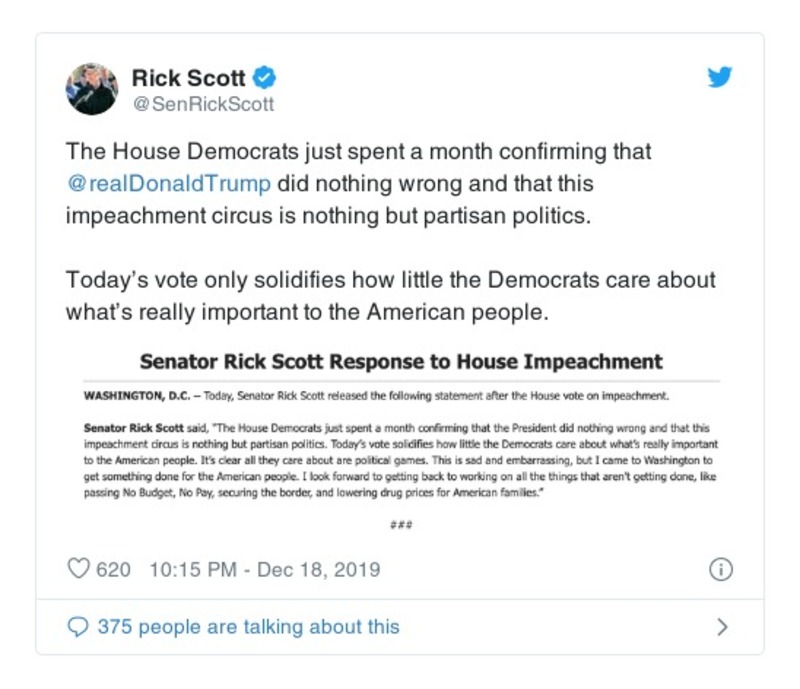 Rick Scott
@SenRickScott
The House Democrats just spent a month confirming that
@realDonaldTrump did nothing wrong and that this
impeachment circus is nothing but partisan politics.
Today’s vote only solidifies how little the Democrats care about
what’s really important to the American people.
Senator Rick Scott Response to House Impeachment
WASHINGTON, D.C. – Today, Senator Rick Scott released the following statement after the House vote on impeachment.
Senator Rick Scott said, "The House Democrats just spent a month confirming that the President did nothing wrong and that this
impeachment circus is nothing but partisan politics. Today's vote solidifies how little the Democrats care about what's really important
to the American people. It's clear all they care about are political games. This is sad and embarrassing, but I came to Washington to
get something done for the American people. I look forward to getting back to working on all the things that aren't getting done, like
passing No Budget, No Pay, securing the border, and lowering drug prices for American families."
###
620 10:15 PM - Dec 18, 2019
375 people are talking about this